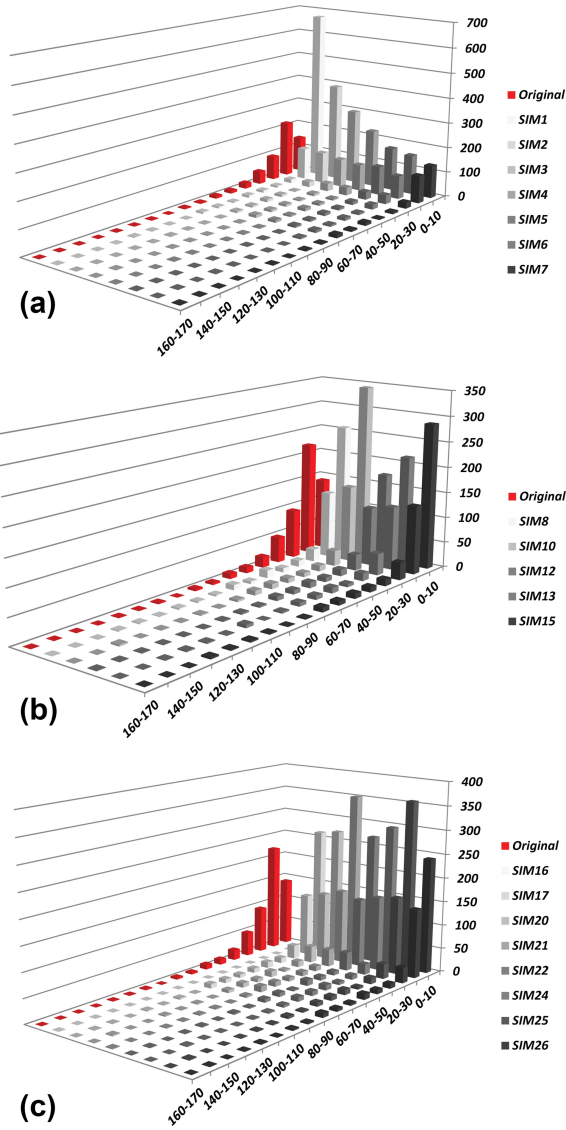 700
600
500
400
300
200
100
0
Original
SIM1
SIM2
SIM3
SIM4
SIM5
SIM6
SIM7
0-10
20-30
40-50
60-70
80-90
100-110
120-130
140-150
160-170
(a)
350
300
250
200
150
100
50
0
Original
SIM8
SIM10
SIM12
SIM13
SIM15
0-10
20-30
40-50
60-70
80-90
100-110
120-130
140-150
160-170
(b)
400
350
300
250
200
150
100
50
0
Original
SIM16
SIM17
SIM20
SIM21
SIM22
SIM24
SIM25
SIM26
0-10
20-30
40-50
60-70
80-90
100-110
120-130
140-150
160-170
(c)